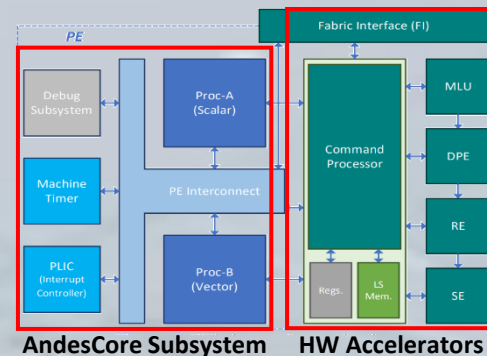 PE
Fabric Interface (FI)
Debug
Subsystem
Machine
Timer
PLIC
(Interrupt
Controller)
Proc-A
(Scalar)
PE Interconnect
Proc-B
(Vector)
Command
Processor
Regs.
LS
Mem.
MLU
DPE
RE
SE
AndesCore Subsystem
HW Accelerators